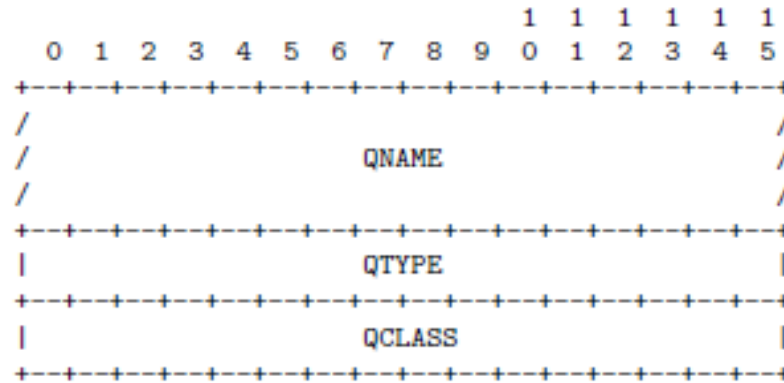 1  1  1  1  1  1
  0  1  2  3  4  5  6  7  8  9  0  1  2  3  4  5
+--+--+--+--+--+--+--+--+--+--+--+--+--+--+--+--+
/                                               /
/                     QNAME                     /
/                                               /
+--+--+--+--+--+--+--+--+--+--+--+--+--+--+--+--+
|                     QTYPE                     |
+--+--+--+--+--+--+--+--+--+--+--+--+--+--+--+--+
|                     QCLASS                    |
+--+--+--+--+--+--+--+--+--+--+--+--+--+--+--+--+